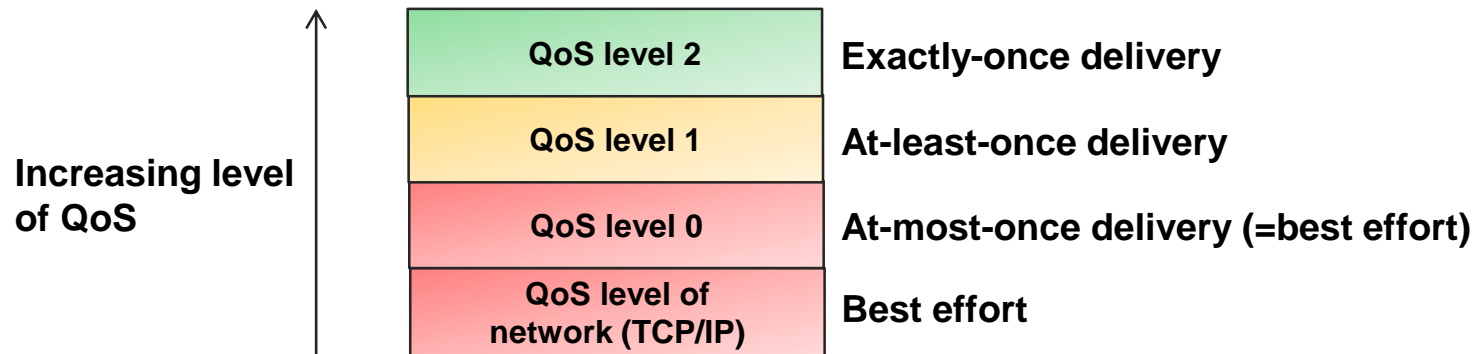 QoS level 2
Exactly-once delivery
QoS level 1
At-least-once delivery
Increasing level
of QoS
QoS level 0
At-most-once delivery (=best effort)
QoS level of
network (TCP/IP)
Best effort